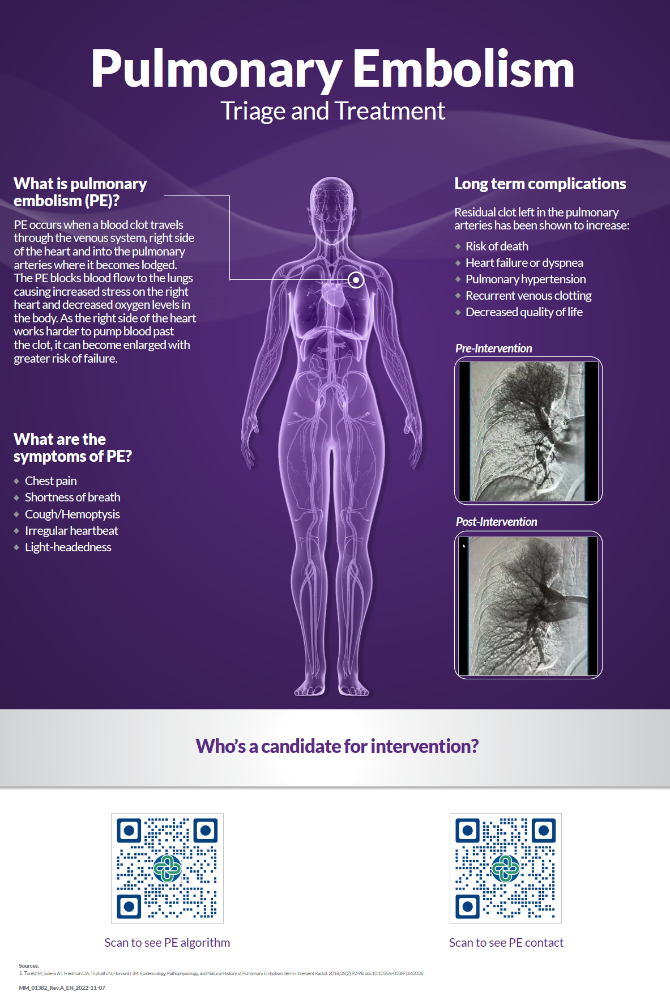 Pulmonary Embolism
Triage and Treatment
What is pulmonary
embolism (PE)?
PE occurs when a blood clot travels
through the venous system, right side
of the heart and into the pulmonary
arteries where it becomes lodged.
The PE blocks blood flow to the lungs
causing increased stress on the right
heart and decreased oxygen levels in
the body. As the right side of the heart
works harder to pump blood past
the clot, it can become enlarged with
greater risk of failure.
What are the
symptoms of PE?
Chest pain
Shortness of breath
Cough/Hemoptysis
Irregular heartbeat
Light-headedness
Long term complications
Residual clot left in the pulmonary
arteries has been shown to increase:
Risk of death
Heart failure or dyspnea
Pulmonary hypertension
Recurrent venous clotting
Decreased quality of life
Pre-Intervention
Post-Intervention
Who's a candidate for intervention?
Scan to see PE algorithm
Scan to see PE contact
Sources:
1. Turetz M, Sideris AT, Friedman OA, Triphathi N, Horowitz JM. Epidemiology, Pathophysiology, and Natural History of Pulmonary Embolism. Semin Intervent Radiol. 2018;35(2):92-98. doi:10.1055/s-0038-1642036
MM_01382_Rev.A_EN_2022-11-07